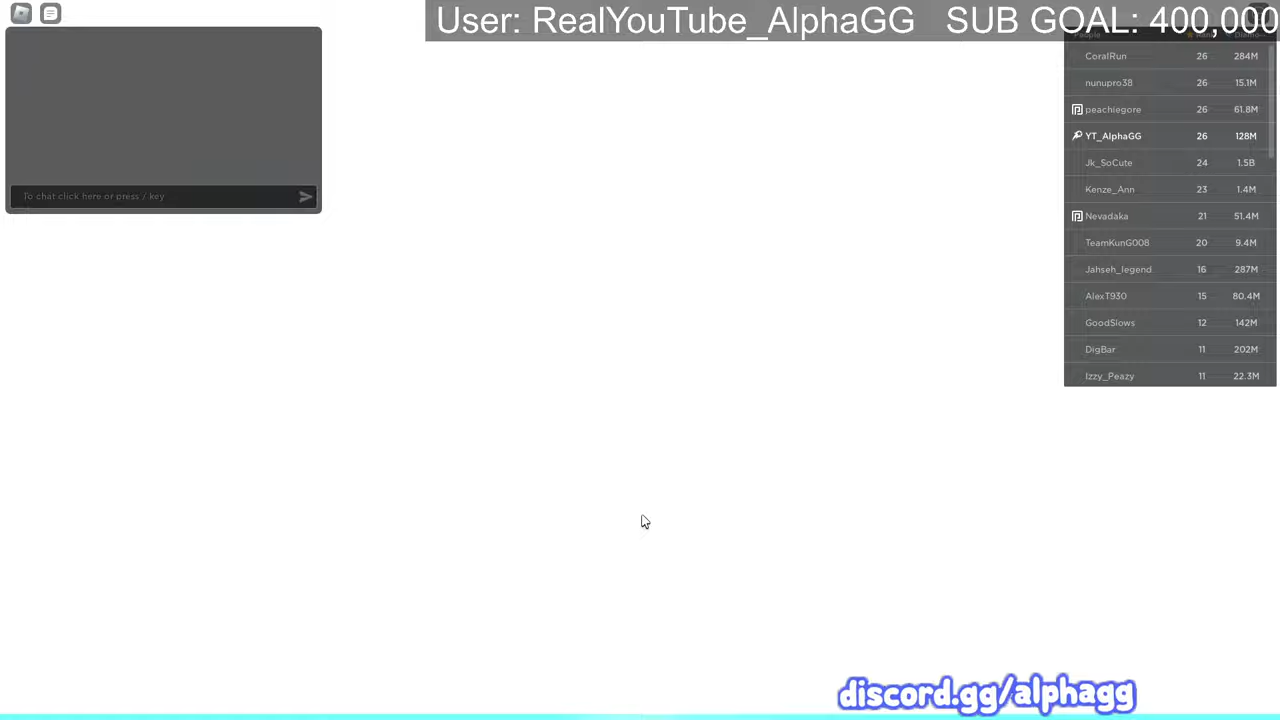 User: RealYouTube_AlphaGG SUB GOAL: 400,000
To chat click here or press / key
People Rank
CoralRun 26 284M
nunupro38 26 15.1M
peachiegore 26 61.8M
YT_AlphaGG 26 128M
Jk_SoCute 24 1.5B
Kenze_Ann 23 1.4M
Nevadaka 21 51.4M
TeamKunG008 20 9.4M
Jahseh_legend 16 287M
AlexT930 15 80.4M
GoodSlows 12 142M
DigBar 11 202M
Izzy_Peazy 11 22.3M
discord.gg/alphagg